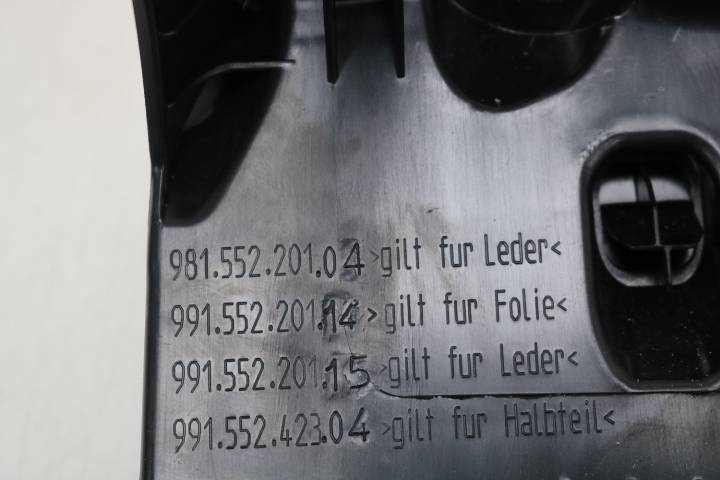 981.552.201.04 >gilt fur Leder<
991.552.201.14 >gilt fur Folie<
991.552.201.15 >gilt fur Leder<
991.552.423.04 >gilt fur Halbteil<